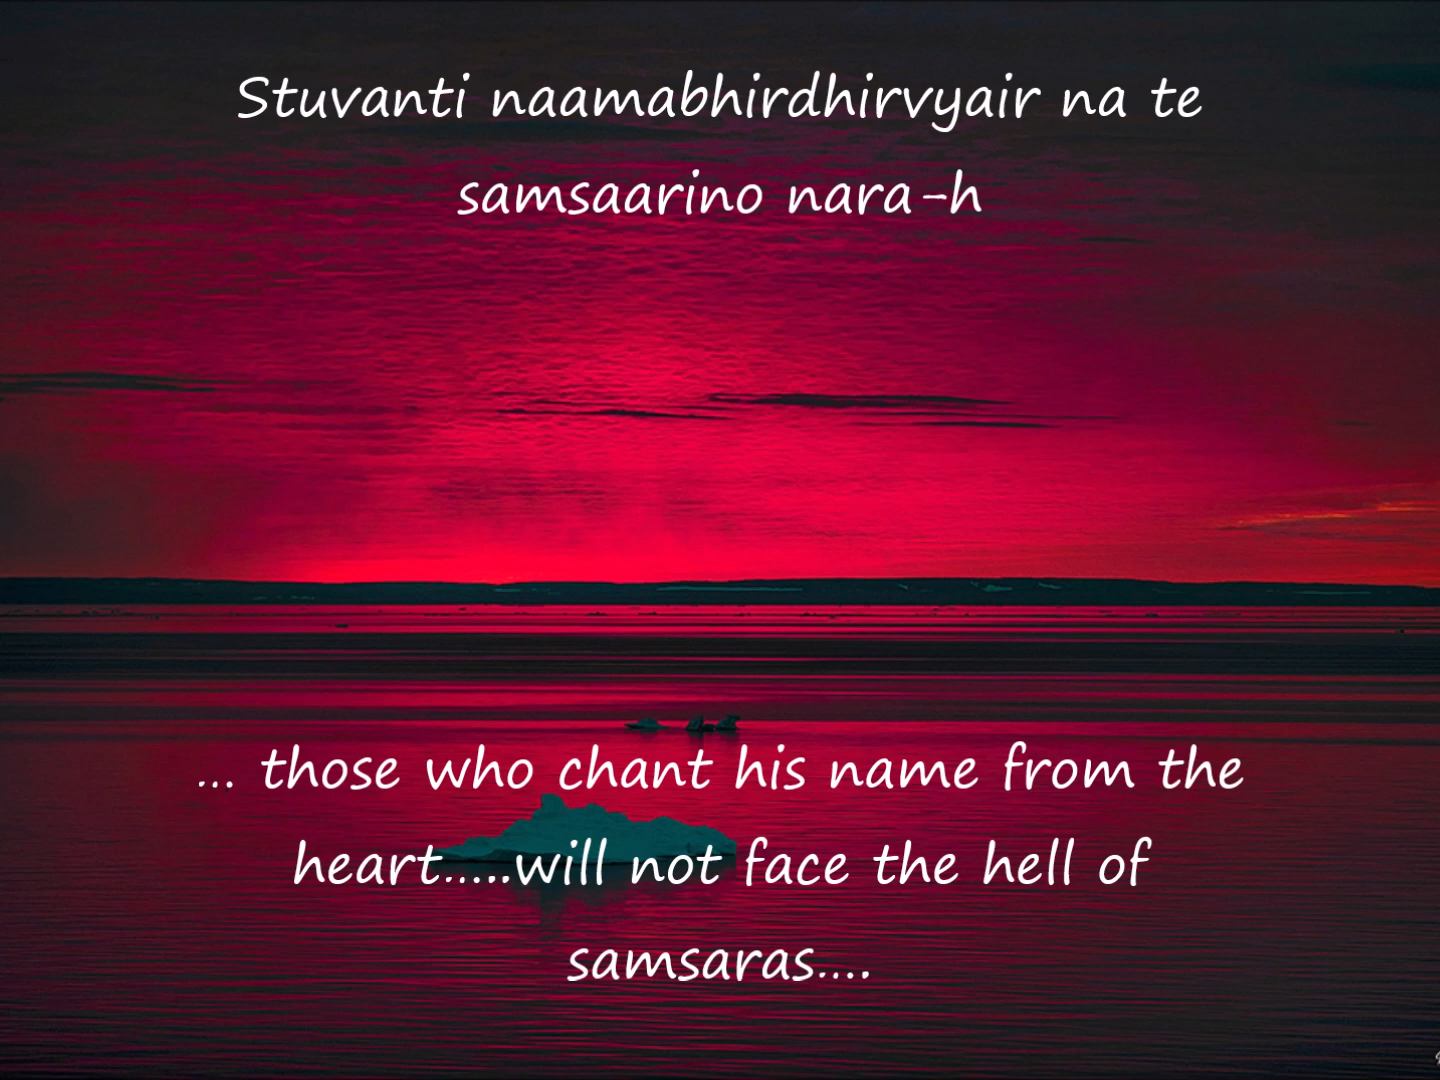 Stuvanti naamabhirdhirvyair na te
samsaarino nara-h
... those who chant his name from the
heart.....will not face the hell of
samsaras....